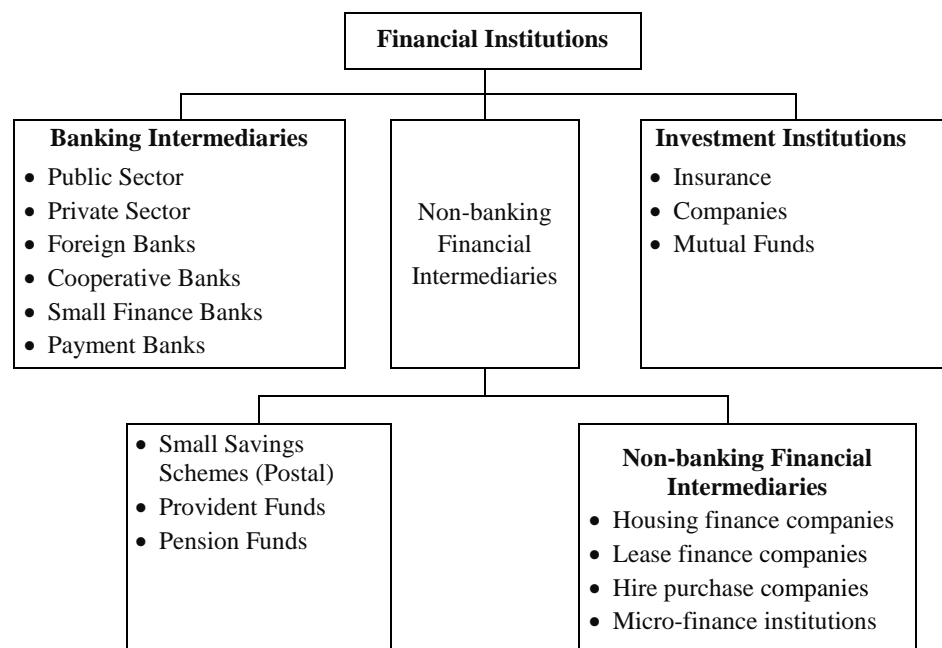 Financial Institutions
Banking Intermediaries
• Public Sector
• Private Sector
• Foreign Banks
• Cooperative Banks
• Small Finance Banks
• Payment Banks
Non-banking
Financial
Intermediaries
Investment Institutions
• Insurance
• Companies
• Mutual Funds
• Small Savings
Schemes (Postal)
• Provident Funds
• Pension Funds
Non-banking Financial
Intermediaries
• Housing finance companies
• Lease finance companies
• Hire purchase companies
• Micro-finance institutions